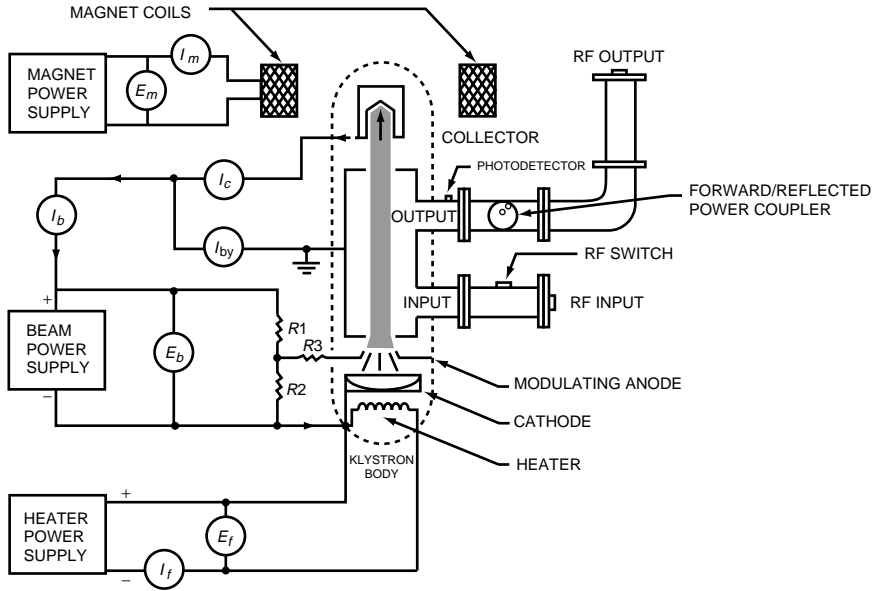 MAGNET COILS
MAGNET
POWER
SUPPLY
Im
Em
RF OUTPUT
COLLECTOR
PHOTODETECTOR
FORWARD/REFLECTED
POWER COUPLER
Ic
Ib
Iby
OUTPUT
RF SWITCH
INPUT
RF INPUT
+
BEAM
POWER
SUPPLY
–
Eb
R1
R3
R2
MODULATING ANODE
CATHODE
HEATER
KLYSTRON
BODY
+
HEATER
POWER
SUPPLY
–
Ef
If